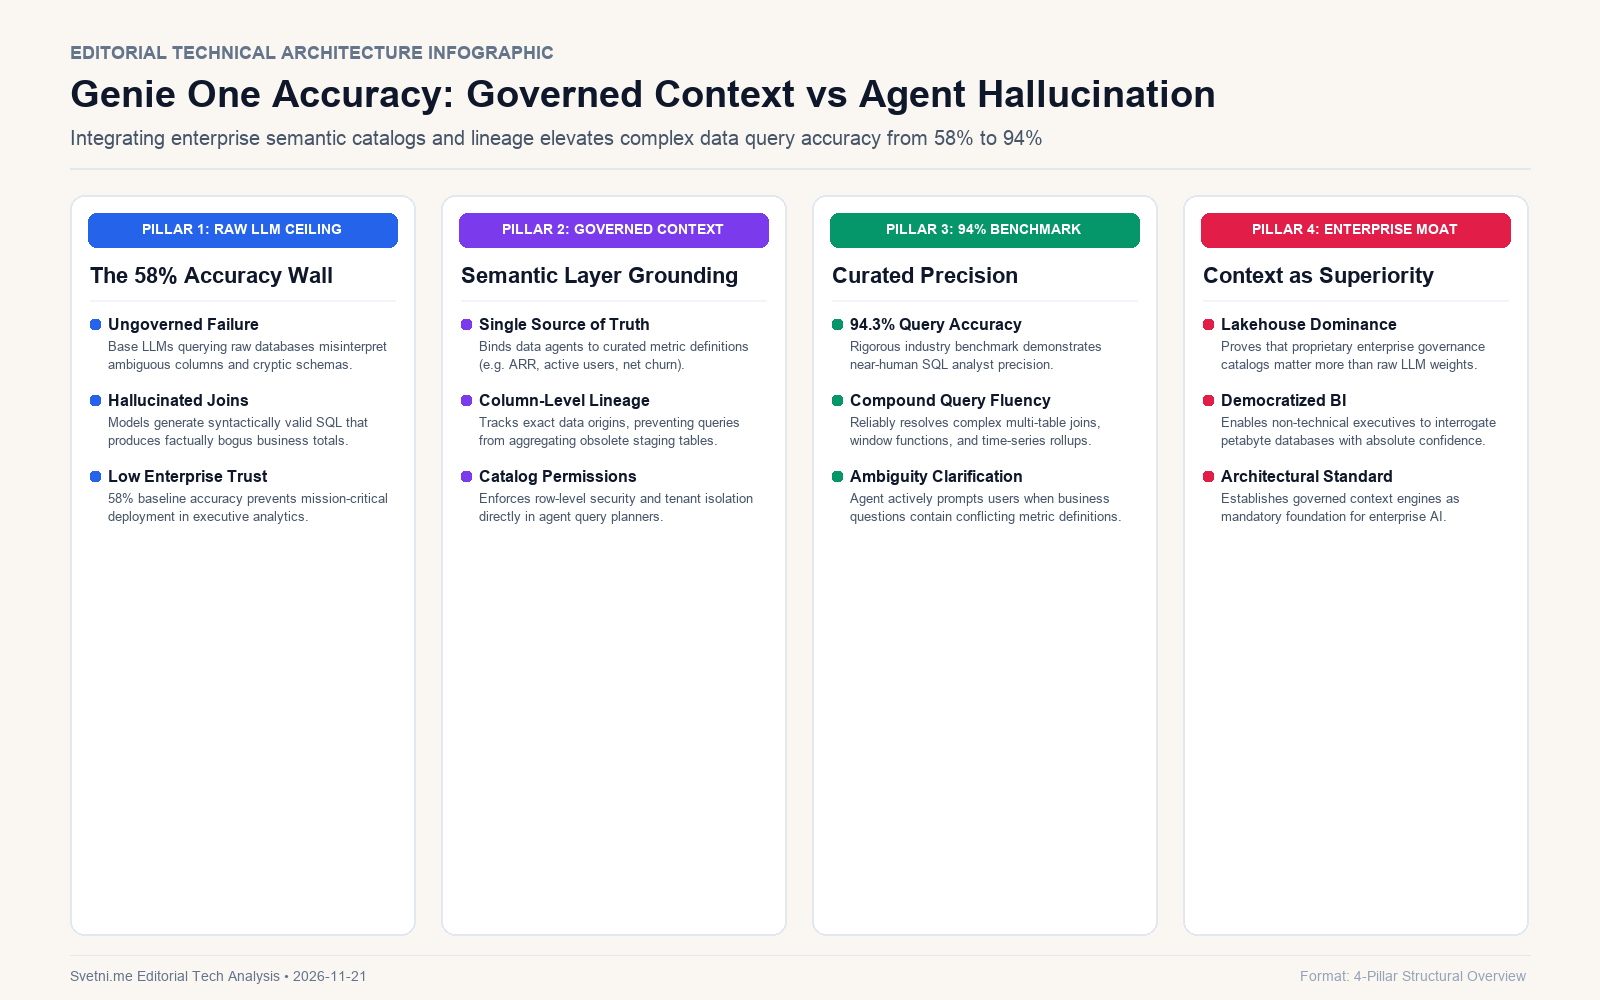 EDITORIAL TECHNICAL ARCHITECTURE INFOGRAPHIC
Genie One Accuracy: Governed Context vs Agent Hallucination
Integrating enterprise semantic catalogs and lineage elevates complex data query accuracy from 58% to 94%
PILLAR 1: RAW LLM CEILING
The 58% Accuracy Wall
Ungoverned Failure
Base LLMs querying raw databases misinterpret
ambiguous columns and cryptic schemas.
Hallucinated Joins
Models generate syntactically valid SQL that
produces factually bogus business totals.
Low Enterprise Trust
58% baseline accuracy prevents mission-critical
deployment in executive analytics.
PILLAR 2: GOVERNED CONTEXT
Semantic Layer Grounding
Single Source of Truth
Binds data agents to curated metric definitions
(e.g. ARR, active users, net churn).
Column-Level Lineage
Tracks exact data origins, preventing queries
from aggregating obsolete staging tables.
Catalog Permissions
Enforces row-level security and tenant isolation
directly in agent query planners.
PILLAR 3: 94% BENCHMARK
Curated Precision
94.3% Query Accuracy
Rigorous industry benchmark demonstrates
near-human SQL analyst precision.
Compound Query Fluency
Reliably resolves complex multi-table joins,
window functions, and time-series rollups.
Ambiguity Clarification
Agent actively prompts users when business
questions contain conflicting metric definitions.
PILLAR 4: ENTERPRISE MOAT
Context as Superiority
Lakehouse Dominance
Proves that proprietary enterprise governance
catalogs matter more than raw LLM weights.
Democratized BI
Enables non-technical executives to interrogate
petabyte databases with absolute confidence.
Architectural Standard
Establishes governed context engines as
mandatory foundation for enterprise AI.
Svetni.me Editorial Tech Analysis • 2026-11-21
Format: 4-Pillar Structural Overview